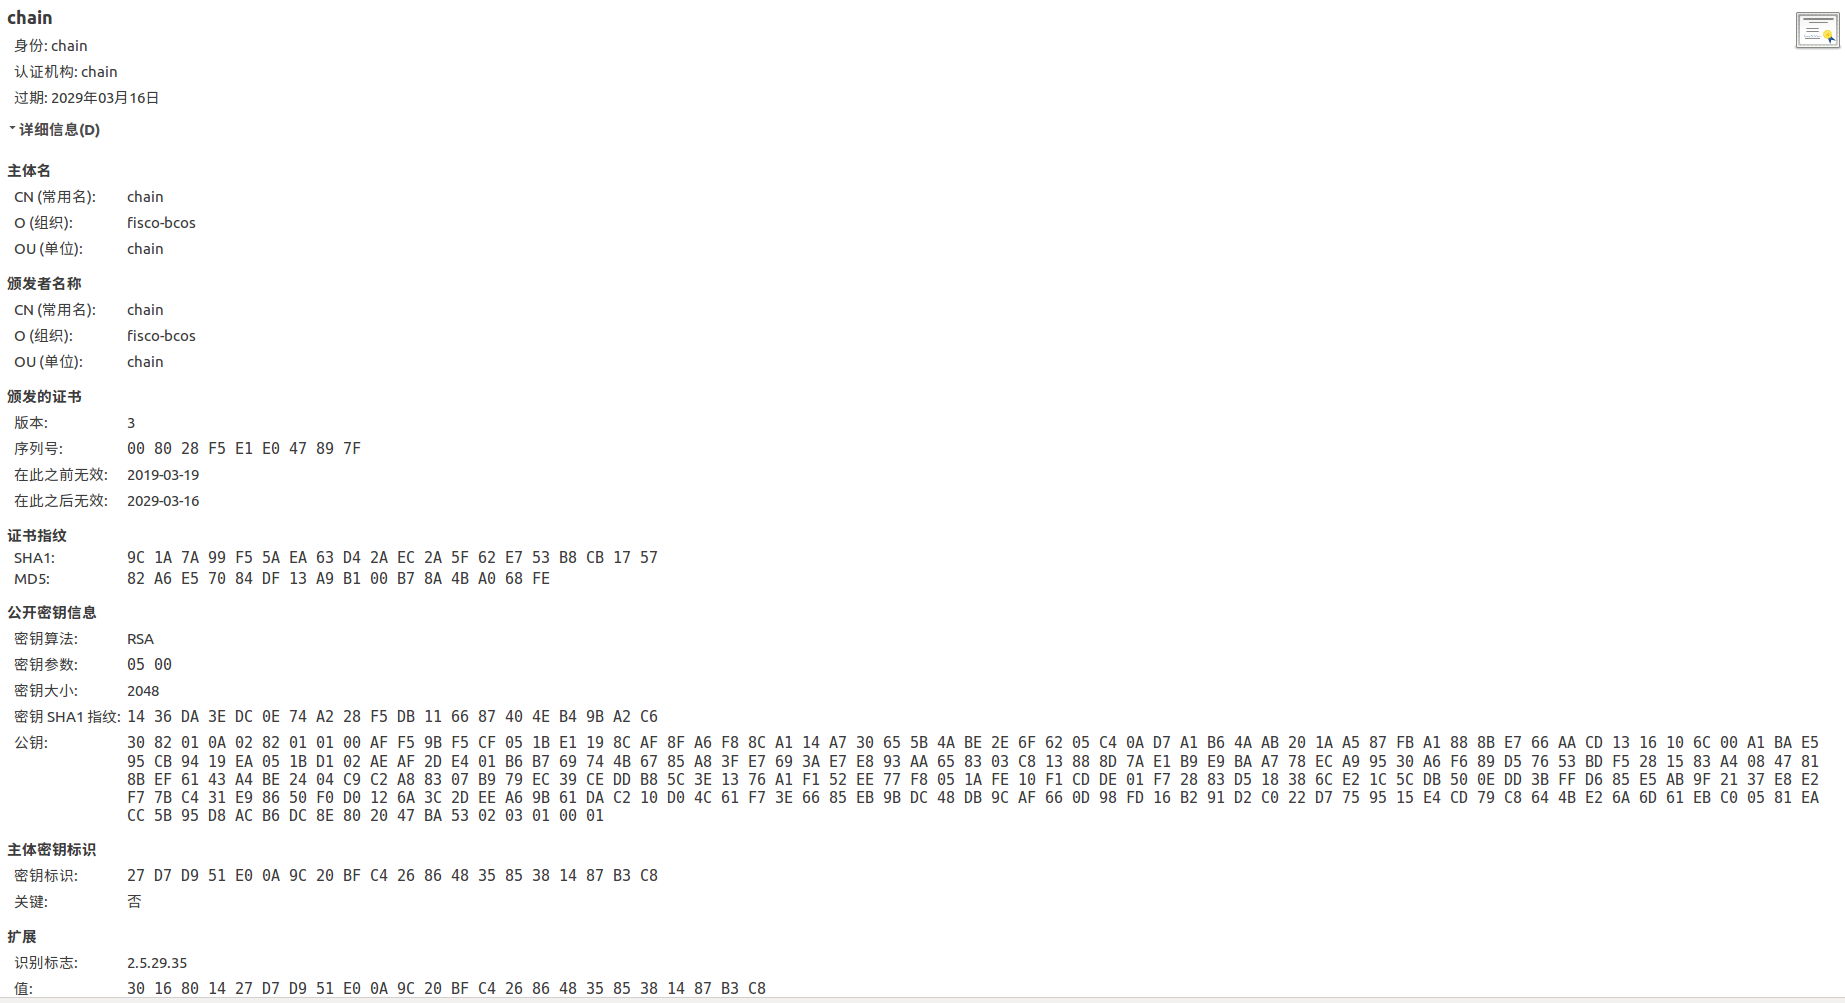 chain
身份: chain
认证机构: chain
过期: 2029年03月16日
详细信息(D)
主体名
CN (常用名): chain
O (组织): fisco-bcos
OU (单位): chain
颁发者名称
CN (常用名): chain
O (组织): fisco-bcos
OU (单位): chain
颁发的证书
版本: 3
序列号: 00 80 28 F5 E1 E0 47 89 7F
在此之前无效: 2019-03-19
在此之后无效: 2029-03-16
证书指纹
SHA1: 9C 1A 7A 99 F5 5A EA 63 D4 2A EC 2A 5F 62 E7 53 B8 CB 17 57
MD5: 82 A6 E5 70 84 DF 13 A9 B1 00 B7 8A 4B A0 68 FE
公开密钥信息
密钥算法: RSA
密钥参数: 05 00
密钥大小: 2048
密钥 SHA1 指纹: 14 36 DA 3E DC 0E 74 A2 28 F5 DB 11 66 87 40 4E B4 9B A2 C6
公钥: 30 82 01 0A 02 82 01 01 00 AF F5 9B F5 CF 05 1B E1 19 8C AF 8F A6 F8 8C A1 14 A7 30 65 5B 4A BE 2E 6F 62 05 C4 0A D7 A1 B6 4A AB 20 1A A5 87 FB A1 88 8B E7 66 AA CD 13 16 10 6C 00 A1 BA E5
95 CB 94 19 EA 05 1B D1 02 AE AF 2D E4 01 B6 B7 69 74 4B 67 85 A8 3F E7 69 3A E7 E8 93 AA 65 83 03 C8 13 88 8D 7A E1 B9 E9 BA A7 78 EC A9 95 30 A6 F6 89 D5 76 53 BD F5 28 15 83 A4 08 47 81
8B EF 61 43 A4 BE 24 04 C9 C2 A8 83 07 B9 79 EC 39 CE DD B8 5C 3E 13 76 A1 F1 52 EE 77 F8 05 1A FE 10 F1 CD DE 01 F7 28 83 D5 18 38 6C E2 1C 5C DB 50 0E DD 3B FF D6 85 E5 AB 9F 21 37 E8 E2
F7 7B C4 31 E9 86 50 F0 D0 12 6A 3C 2D EE A6 9B 61 DA C2 10 D0 4C 61 F7 3E 66 85 EB 9B DC 48 DB 9C AF 66 0D 98 FD 16 B2 91 D2 C0 22 D7 75 95 15 E4 CD 79 C8 64 4B E2 6A 6D 61 EB C0 05 81 EA
CC 5B 95 D8 AC B6 DC 8E 80 20 47 BA 53 02 03 01 00 01
主体密钥标识
密钥标识: 27 D7 D9 51 E0 0A 9C 20 BF C4 26 86 48 35 85 38 14 87 B3 C8
关键: 否
扩展
识别标志: 2.5.29.35
值: 30 16 80 14 27 D7 D9 51 E0 0A 9C 20 BF C4 26 86 48 35 85 38 14 87 B3 C8